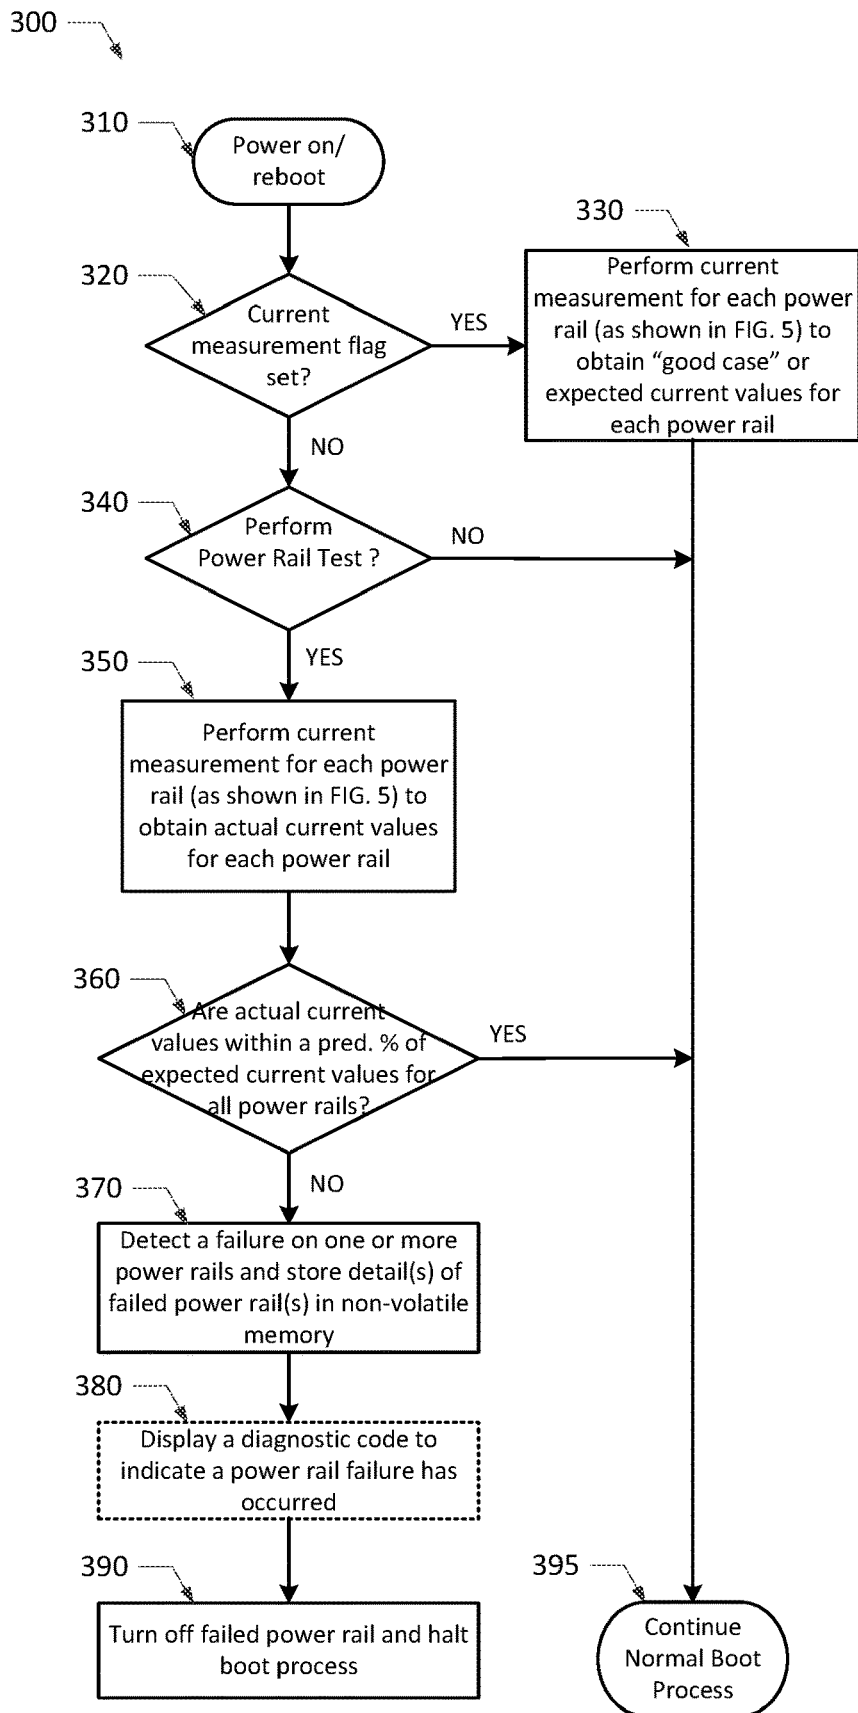 300
310
Power on/
reboot
330
Perform current
measurement for each power
rail (as shown in FIG. 5) to
obtain “good case” or
expected current values for
each power rail
320
Current
measurement flag
set?
YES
NO
340
Perform
Power Rail Test ?
NO
YES
350
Perform current
measurement for each power
rail (as shown in FIG. 5) to
obtain actual current values
for each power rail
360
Are actual current
values within a pred. % of
expected current values for
all power rails?
YES
NO
370
Detect a failure on one or more
power rails and store detail(s) of
failed power rail(s) in non-volatile
memory
380
Display a diagnostic code to
indicate a power rail failure has
occurred
390
Turn off failed power rail and halt
boot process
395
Continue
Normal Boot
Process